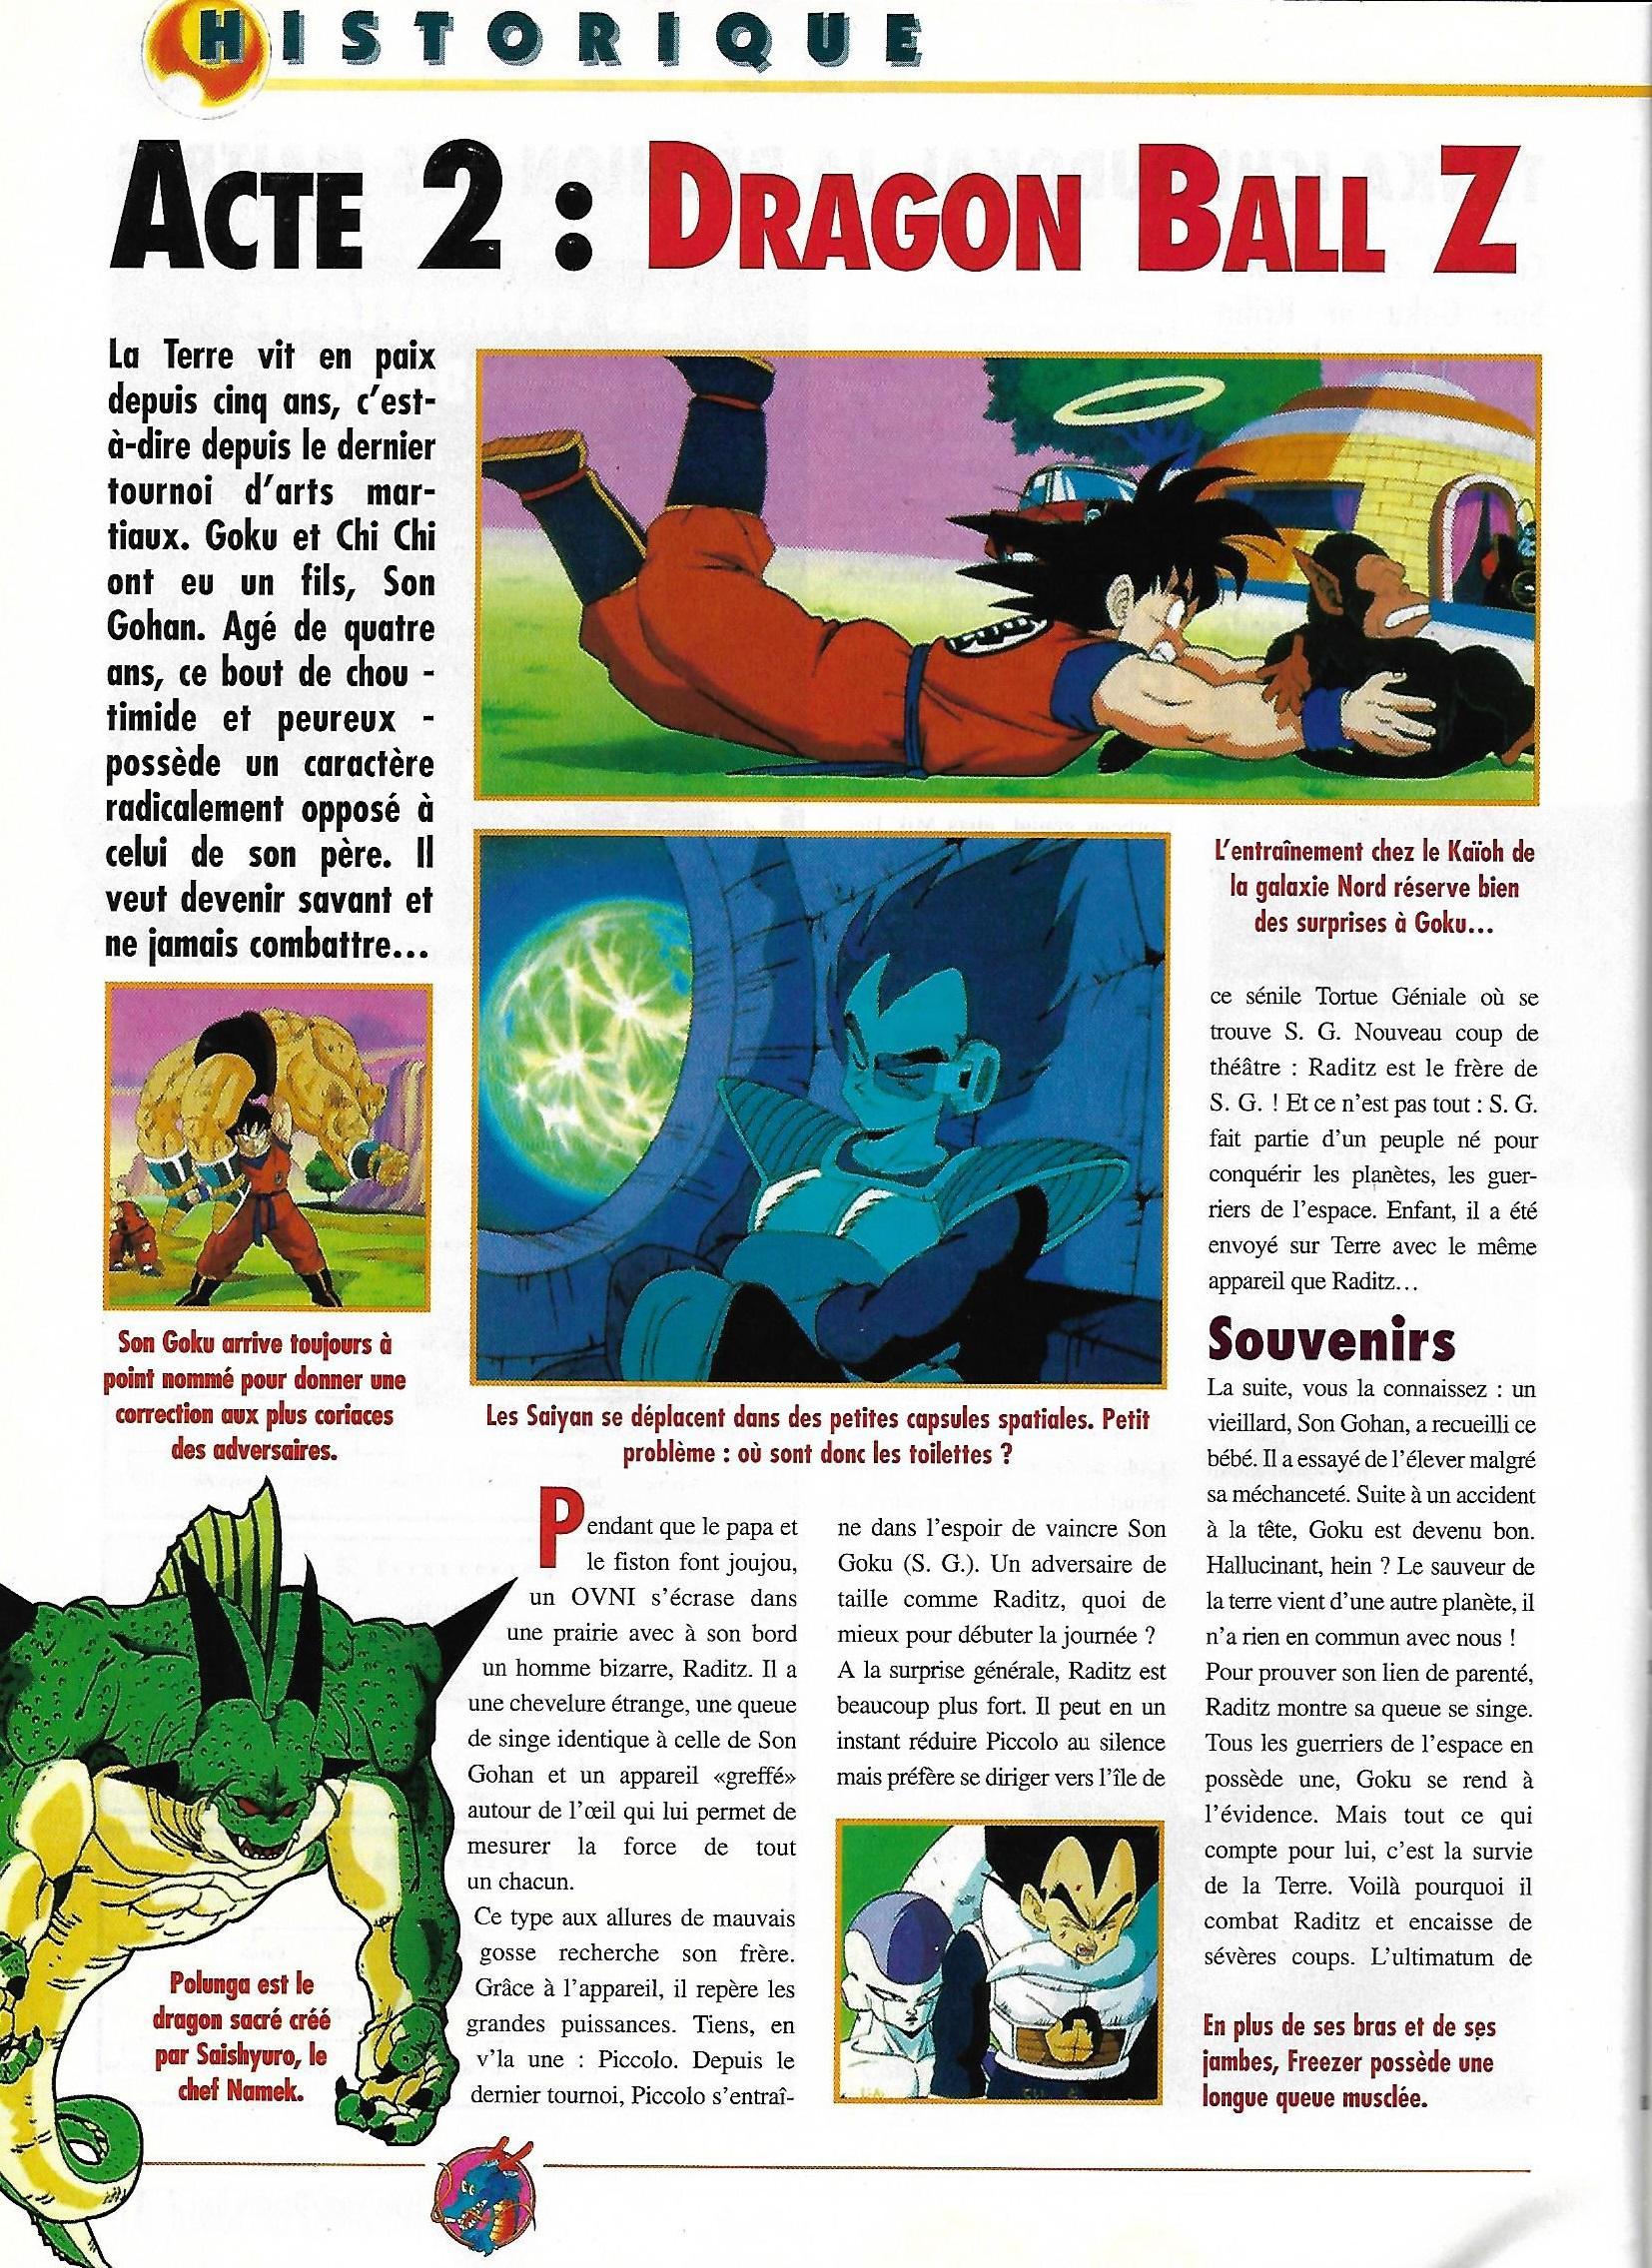 HISTORIQUE
ACTE 2 : DRAGON BALL Z
La Terre vit en paix
depuis cinq ans, c'est-
à-dire depuis le dernier
tournoi d'arts mar-
tiaux. Goku et Chi Chi
ont eu un fils, Son
Gohan. Agé de quatre
ans, ce bout de chou -
timide et peureux -
possède un caractère
radicalement opposé à
celui de son père. Il
veut devenir savant et
ne jamais combattre...
Son Goku arrive toujours à
point nommé pour donner une
correction aux plus coriaces
des adversaires.
Les Saiyan se déplacent dans des petites capsules spatiales. Petit
problème : où sont donc les toilettes ?
Polunga est le
dragon sacré créé
par Saishyuro, le
chef Namek.
Pendant que le papa et
le fiston font joujou,
un OVNI s'écrase dans
une prairie avec à son bord
un homme bizarre, Raditz. Il a
une chevelure étrange, une queue
de singe identique à celle de Son
Gohan et un appareil «greffé»
autour de l'œil qui lui permet de
mesurer la force de tout
un chacun.
Ce type aux allures de mauvais
gosse recherche son frère.
Grâce à l'appareil, il repère les
grandes puissances. Tiens, en
v'la une : Piccolo. Depuis le
dernier tournoi, Piccolo s'entraî-
ne dans l'espoir de vaincre Son
Goku (S. G.). Un adversaire de
taille comme Raditz, quoi de
mieux pour débuter la journée ?
A la surprise générale, Raditz est
beaucoup plus fort. Il peut en un
instant réduire Piccolo au silence
mais préfère se diriger vers l'île de
L'entraînement chez le Kaïoh de
la galaxie Nord réserve bien
des surprises à Goku...
ce sénile Tortue Géniale où se
trouve S. G. Nouveau coup de
théâtre : Raditz est le frère de
S. G. ! Et ce n'est pas tout : S. G.
fait partie d'un peuple né pour
conquérir les planètes, les guer-
riers de l'espace. Enfant, il a été
envoyé sur Terre avec le même
appareil que Raditz...
Souvenirs
La suite, vous la connaissez : un
vieillard, Son Gohan, a recueilli ce
bébé. Il a essayé de l'élever malgré
sa méchanceté. Suite à un accident
à la tête, Goku est devenu bon.
Hallucinant, hein ? Le sauveur de
la terre vient d'une autre planète, il
n'a rien en commun avec nous !
Pour prouver son lien de parenté,
Raditz montre sa queue se singe.
Tous les guerriers de l'espace en
possède une, Goku se rend à
l'évidence. Mais tout ce qui
compte pour lui, c'est la survie
de la Terre. Voilà pourquoi il
combat Raditz et encaisse de
sévères coups. L'ultimatum de
En plus de ses bras et de ses
jambes, Freezer possède une
longue queue musclée.